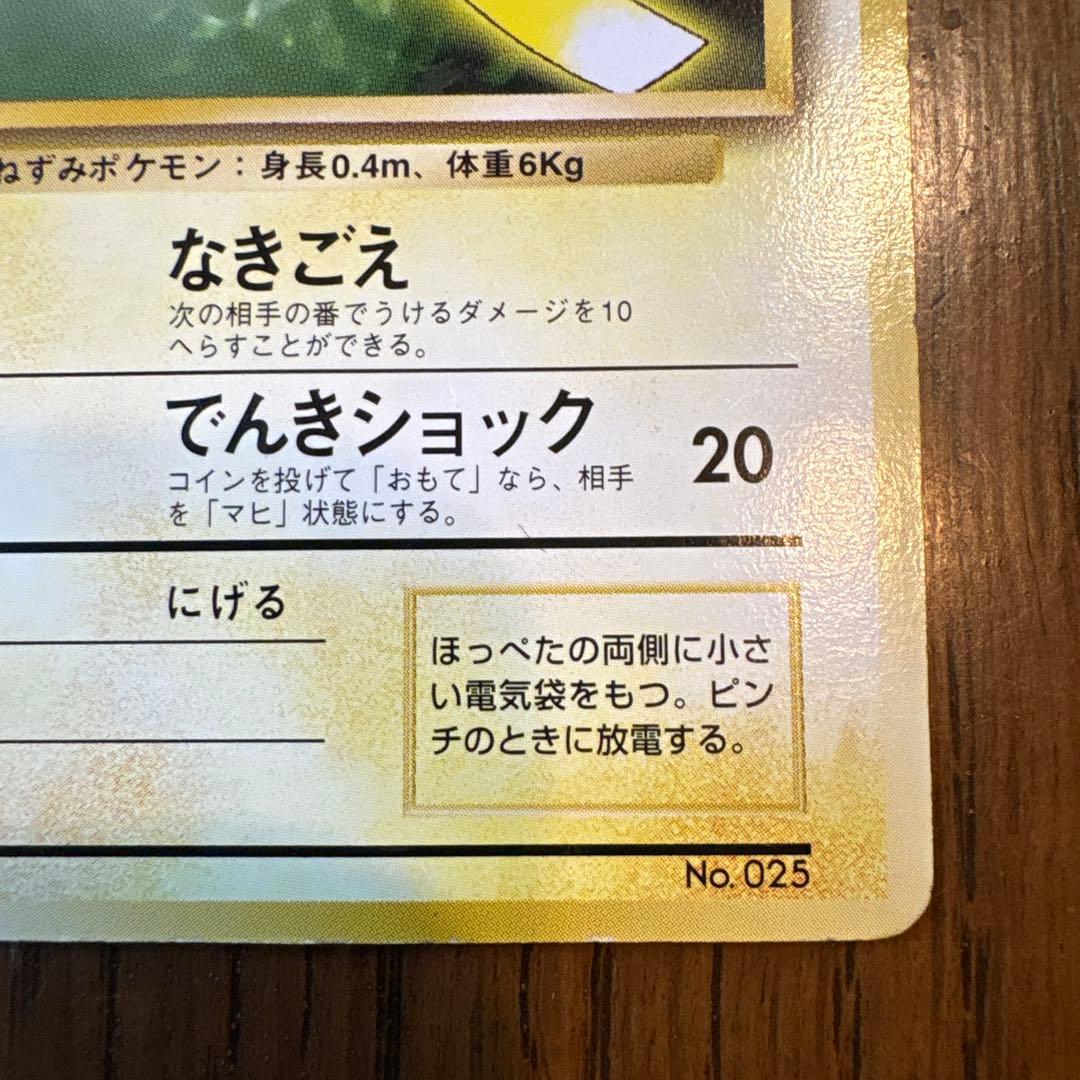 ねずみポケモン：身長0.4m、体重6Kg
なきごえ
次の相手の番でうけるダメージを10
へらすことができる。
でんきショック 20
コインを投げて「おもて」なら、相手
を「マヒ」状態にする。
にげる
ほっぺたの両側に小さ
い電気袋をもつ。ピン
チのときに放電する。
No. 025